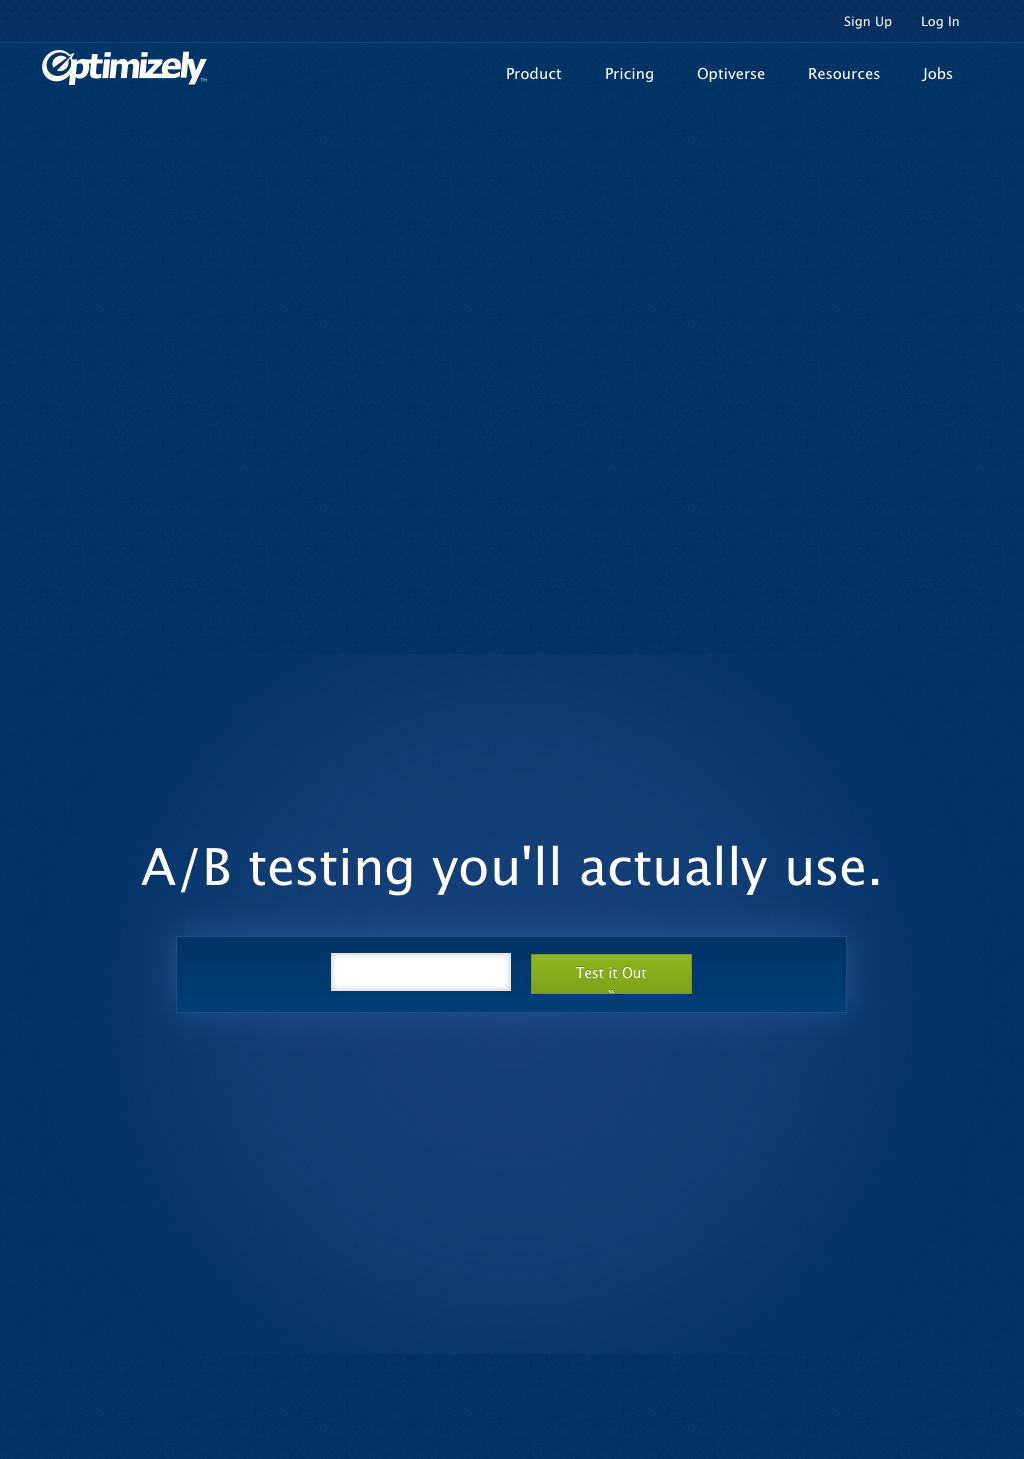 Sign Up Log In
Optimizely™
Product Pricing Optiverse Resources Jobs
A/B testing you'll actually use.
Test it Out
»